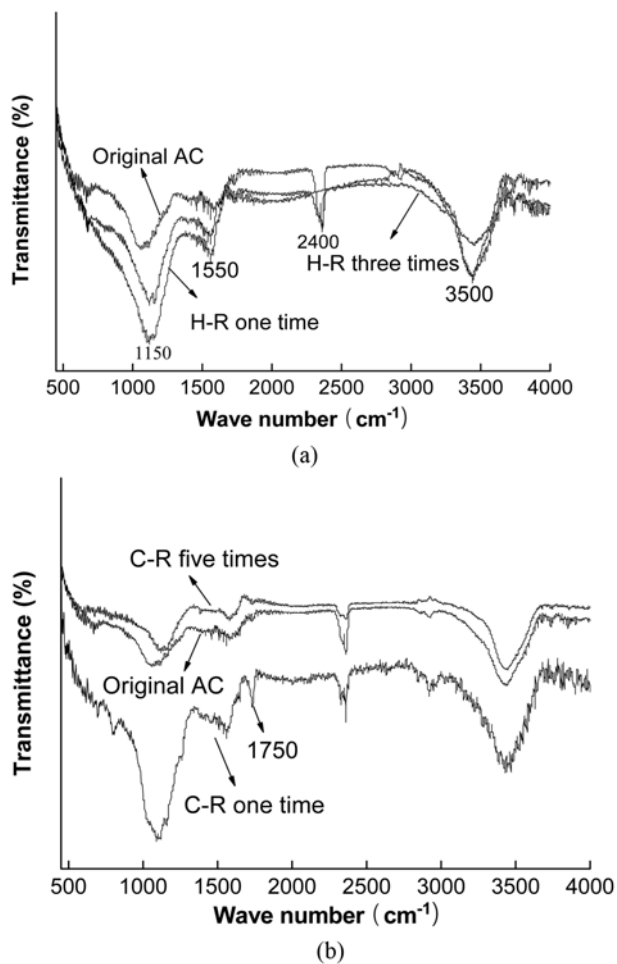 Transmittance (%)
Original AC
2400
1550
H-R three times
3500
H-R one time
1150
500 1000 1500 2000 2500 3000 3500 4000
Wave number (cm-1)
(a)
Transmittance (%)
C-R five times
Original AC
1750
C-R one time
500 1000 1500 2000 2500 3000 3500 4000
Wave number (cm-1)
(b)